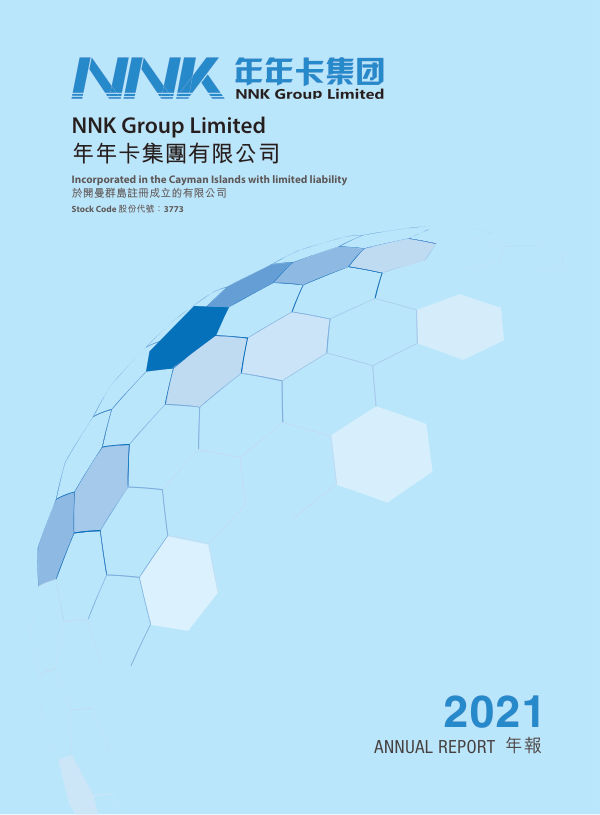 NNK 年年卡集团
NNK Group Limited
NNK Group Limited
年年卡集團有限公司
Incorporated in the Cayman Islands with limited liability
於開曼群島註冊成立的有限公司
Stock Code 股份代號：3773
2021
ANNUAL REPORT 年報